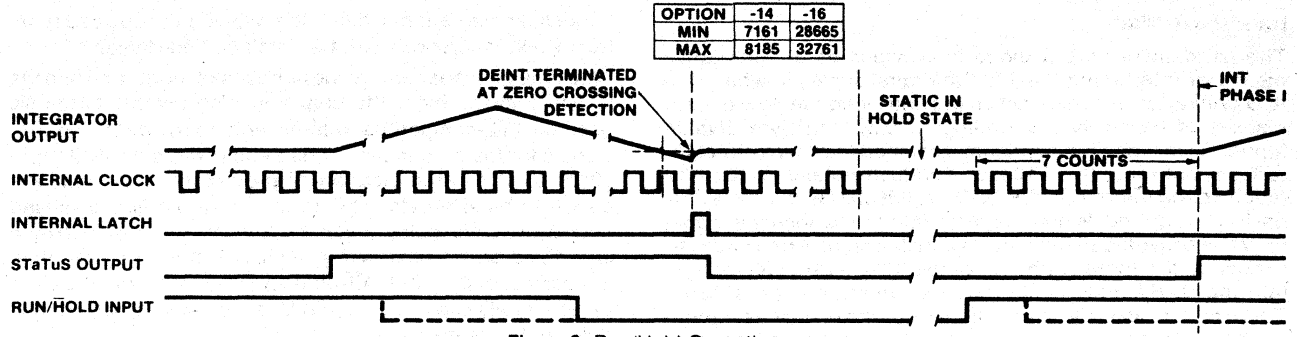 OPTION -14 -16
MIN 7161 28665
MAX 8185 32761
DEINT TERMINATED
AT ZERO CROSSING
DETECTION
STATIC IN
HOLD STATE
INT
PHASE I
INTEGRATOR
OUTPUT
7 COUNTS
INTERNAL CLOCK
INTERNAL LATCH
STaTuS OUTPUT
RUN/H̅OLD INPUT